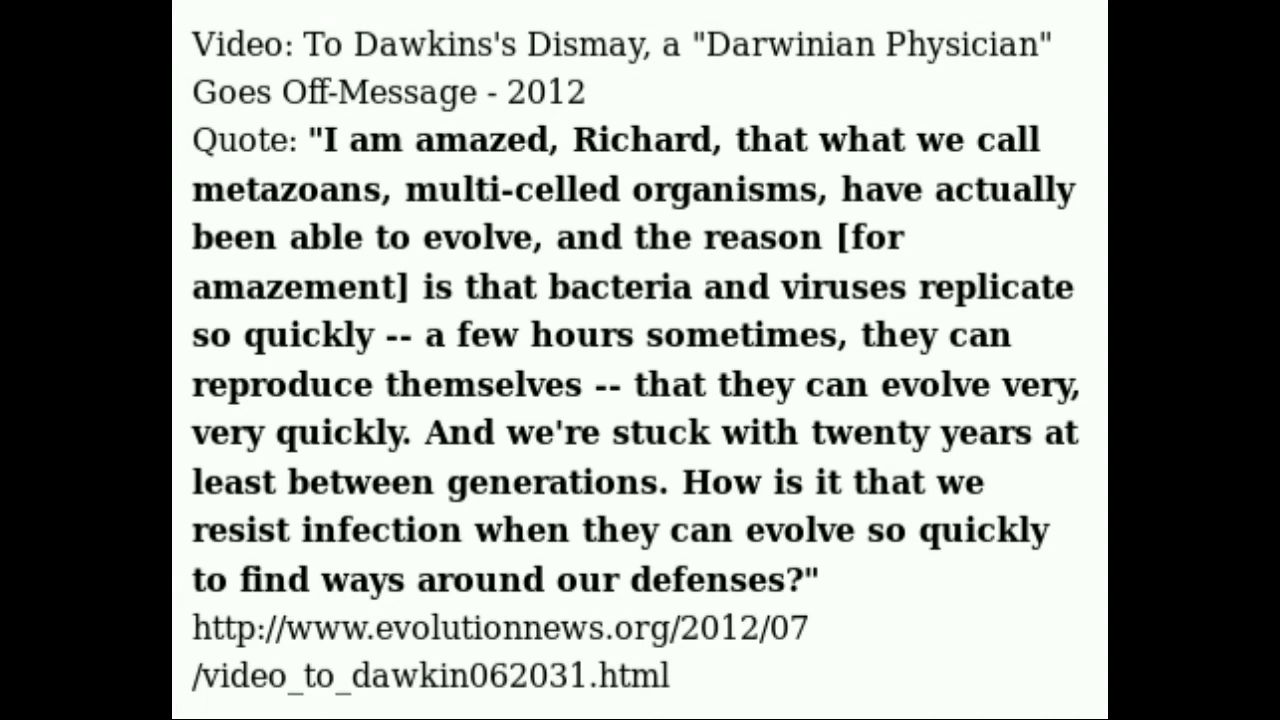 Video: To Dawkins's Dismay, a "Darwinian Physician"
Goes Off-Message - 2012
Quote: "I am amazed, Richard, that what we call
metazoans, multi-celled organisms, have actually
been able to evolve, and the reason [for
amazement] is that bacteria and viruses replicate
so quickly -- a few hours sometimes, they can
reproduce themselves -- that they can evolve very,
very quickly. And we're stuck with twenty years at
least between generations. How is it that we
resist infection when they can evolve so quickly
to find ways around our defenses?"
http://www.evolutionnews.org/2012/07
/video_to_dawkin062031.html